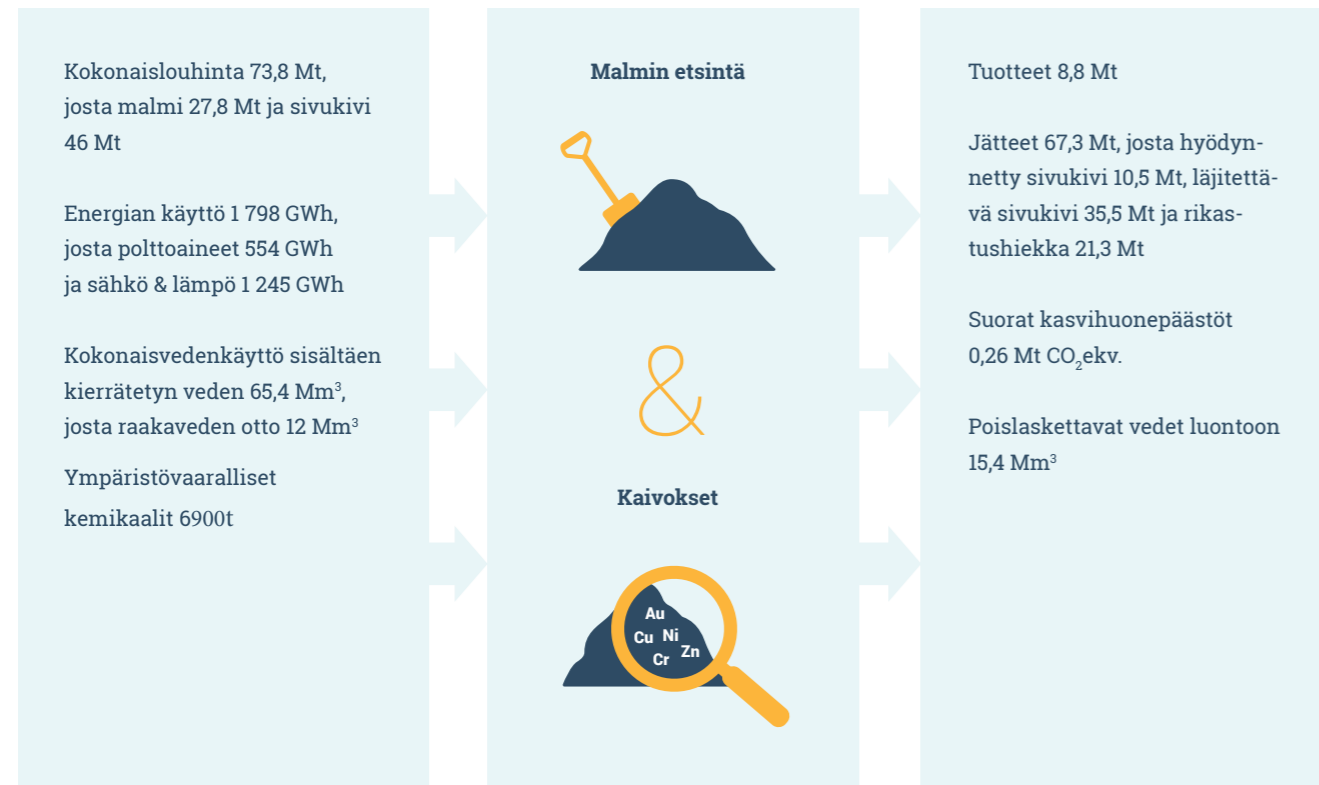 Kokonaislouhinta 73,8 Mt,
josta malmi 27,8 Mt ja sivukivi
46 Mt
Energian käyttö 1 798 GWh,
josta polttoaineet 554 GWh
ja sähkö & lämpö 1 245 GWh
Kokonaisvedenkäyttö sisältäen
kierrätetyn veden 65,4 Mm³,
josta raakaveden otto 12 Mm³
Ympäristövaaralliset
kemikaalit 6900t
Malmin etsintä
&
Kaivokset
Au
Cu Ni
Cr Zn
Tuotteet 8,8 Mt
Jätteet 67,3 Mt, josta hyödyn-
netty sivukivi 10,5 Mt, läjitettä-
vä sivukivi 35,5 Mt ja rikas-
tushiekka 21,3 Mt
Suorat kasvihuonepäästöt
0,26 Mt CO₂ekv.
Poislaskettavat vedet luontoon
15,4 Mm³